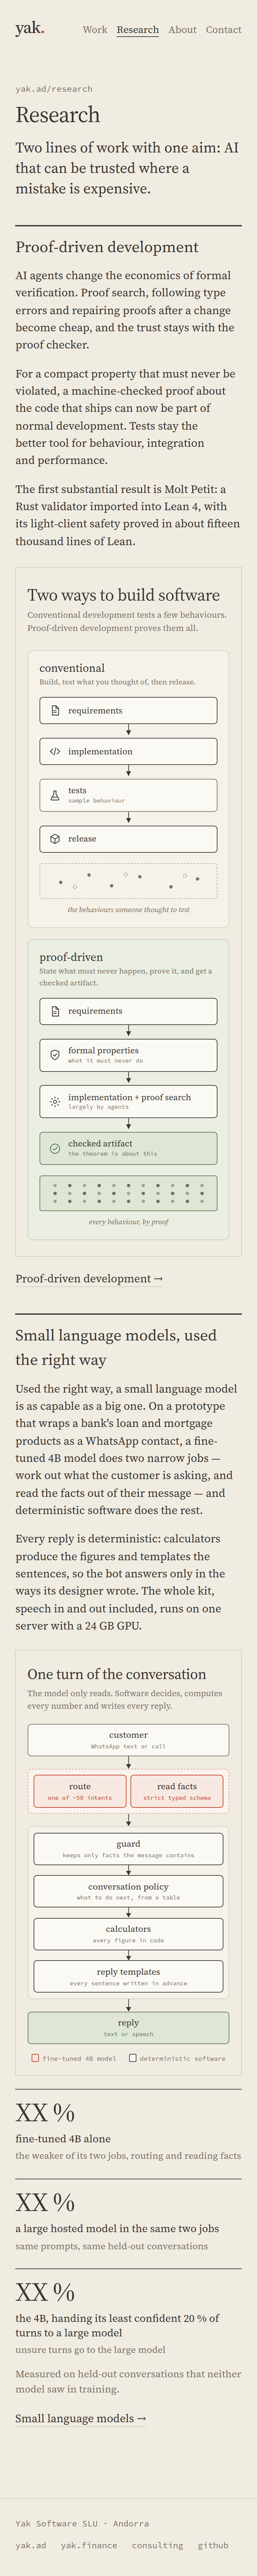 yak.
Work Research About Contact
yak.ad/research
Research
Two lines of work with one aim: AI
that can be trusted where a
mistake is expensive.
Proof-driven development
AI agents change the economics of formal
verification. Proof search, following type
errors and repairing proofs after a change
become cheap, and the trust stays with the
proof checker.
For a compact property that must never be
violated, a machine-checked proof about
the code that ships can now be part of
normal development. Tests stay the
better tool for behaviour, integration
and performance.
The first substantial result is Molt Petit: a
Rust validator imported into Lean 4, with
its light-client safety proved in about fifteen
thousand lines of Lean.
Two ways to build software
Conventional development tests a few behaviours.
Proof-driven development proves them all.
conventional
Build, test what you thought of, then release.
requirements
implementation
tests
sample behaviour
release
the behaviours someone thought to test
proof-driven
State what must never happen, prove it, and get a
checked artifact.
requirements
formal properties
what it must never do
implementation + proof search
largely by agents
checked artifact
the theorem is about this
every behaviour, by proof
Proof-driven development →
Small language models, used
the right way
Used the right way, a small language model
is as capable as a big one. On a prototype
that wraps a bank's loan and mortgage
products as a WhatsApp contact, a fine-
tuned 4B model does two narrow jobs —
work out what the customer is asking, and
read the facts out of their message — and
deterministic software does the rest.
Every reply is deterministic: calculators
produce the figures and templates the
sentences, so the bot answers only in the
ways its designer wrote. The whole kit,
speech in and out included, runs on one
server with a 24 GB GPU.
One turn of the conversation
The model only reads. Software decides, computes
every number and writes every reply.
customer
WhatsApp text or call
route
one of ~50 intents
read facts
strict typed schema
guard
keeps only facts the message contains
conversation policy
what to do next, from a table
calculators
every figure in code
reply templates
every sentence written in advance
reply
text or speech
fine-tuned 4B model deterministic software
XX %
fine-tuned 4B alone
the weaker of its two jobs, routing and reading facts
XX %
a large hosted model in the same two jobs
same prompts, same held-out conversations
XX %
the 4B, handing its least confident 20 % of
turns to a large model
unsure turns go to the large model
Measured on held-out conversations that neither
model saw in training.
Small language models →
Yak Software SLU · Andorra
yak.ad yak.finance consulting github